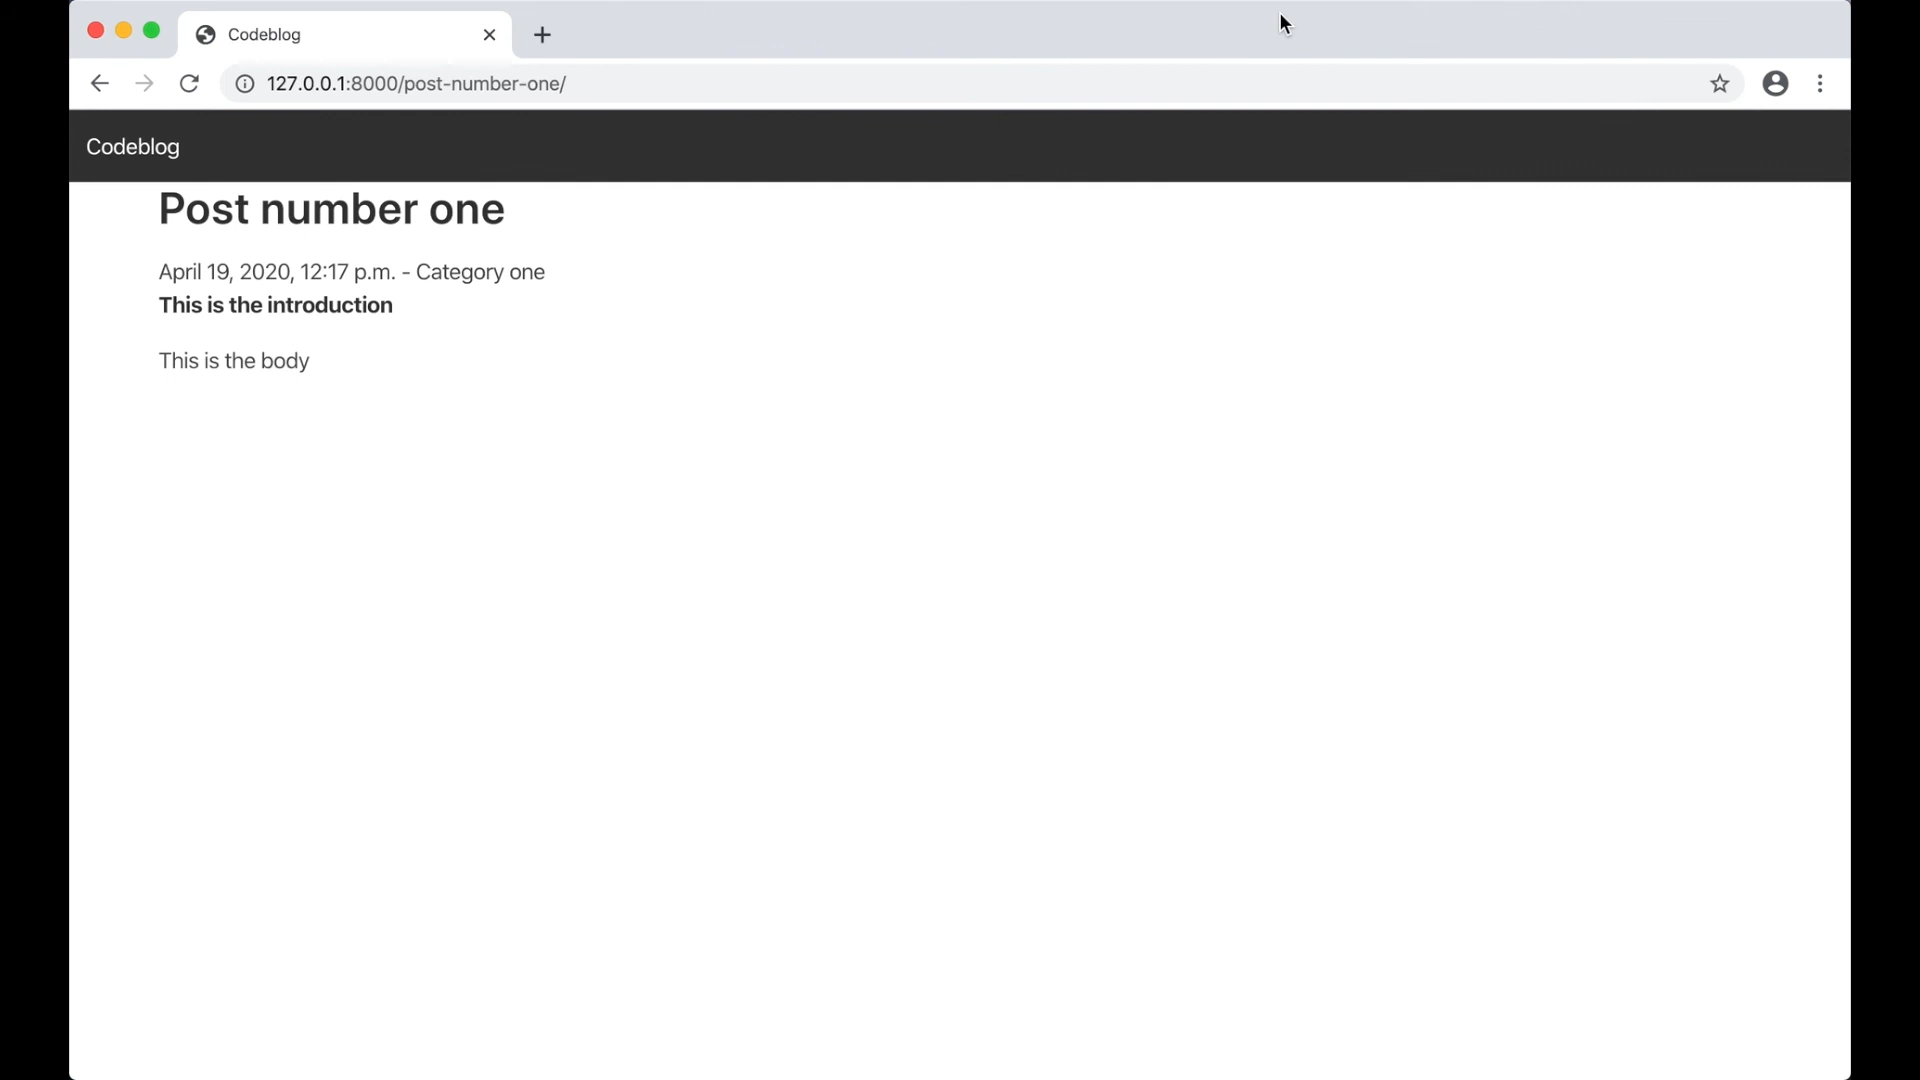 Codeblog
127.0.0.1:8000/post-number-one/
Codeblog
Post number one
April 19, 2020, 12:17 p.m. - Category one
This is the introduction
This is the body